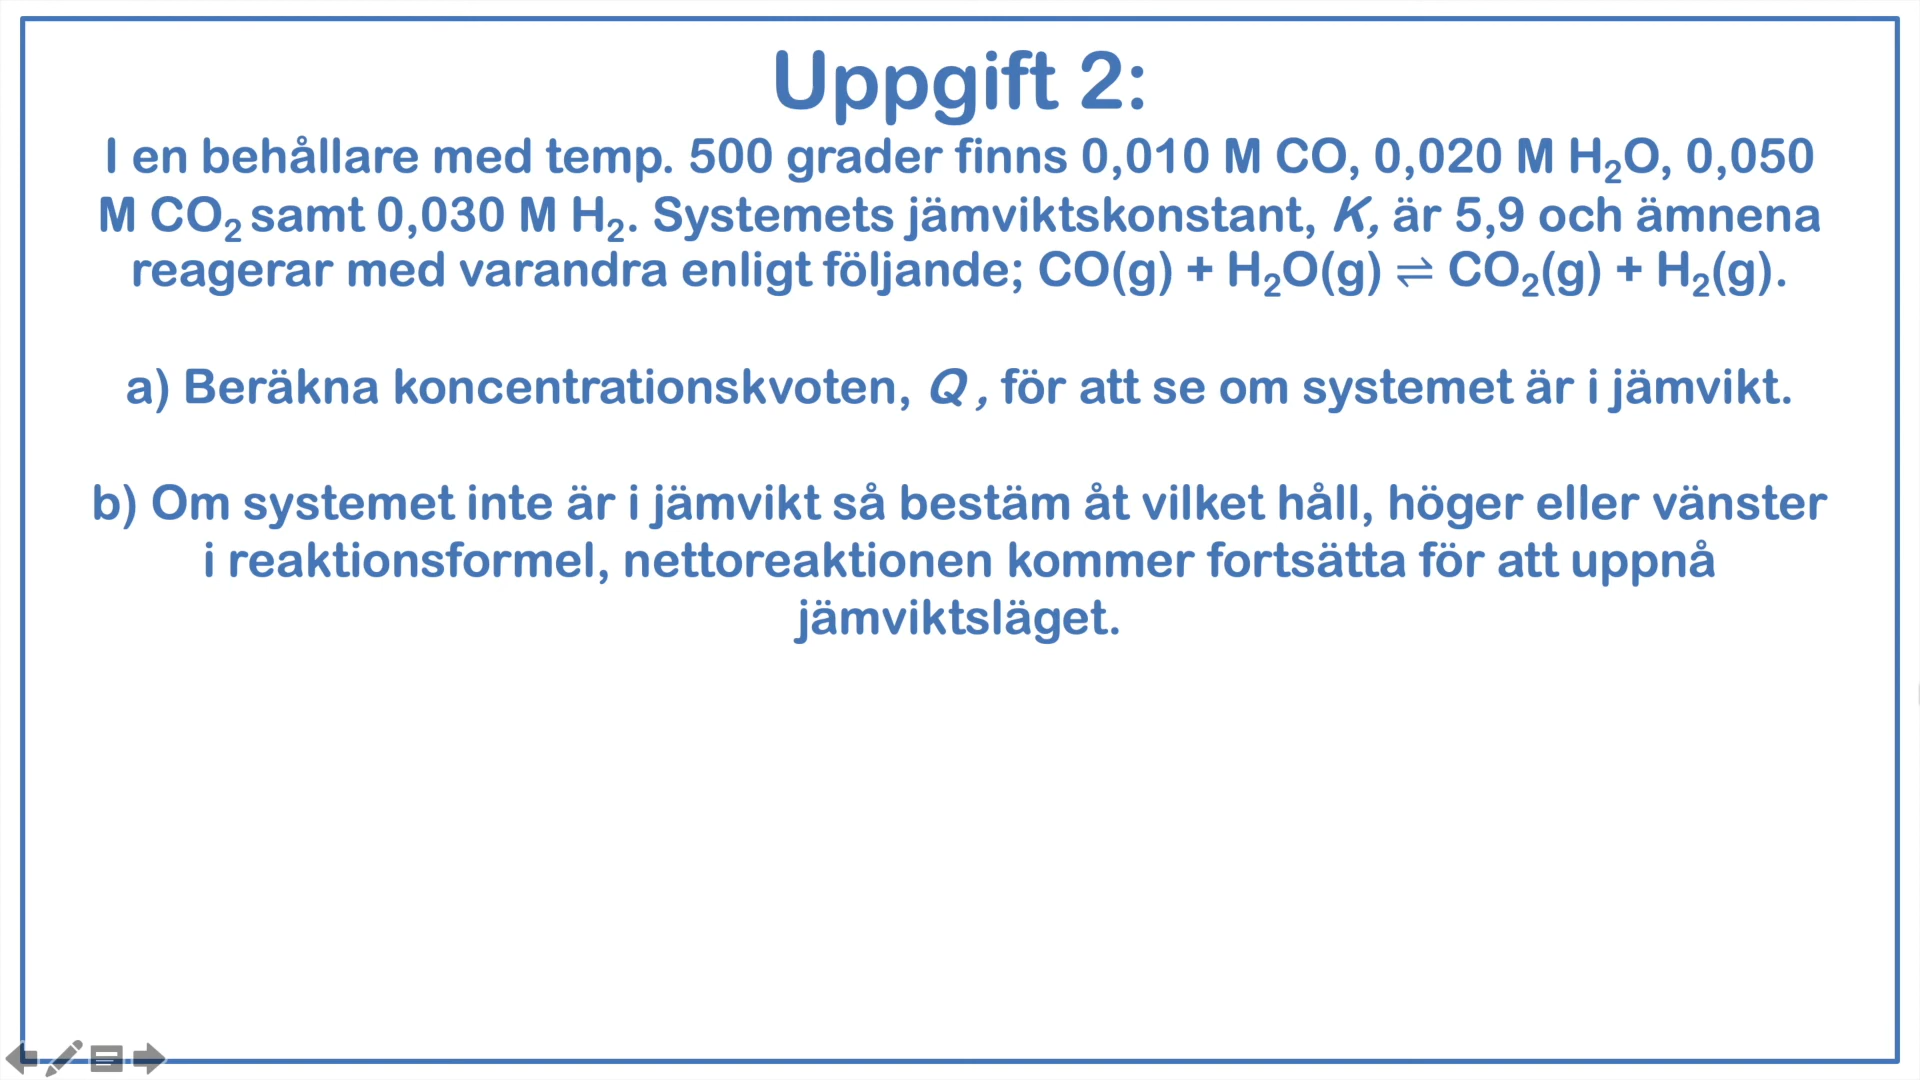 Uppgift 2:
I en behållare med temp. 500 grader finns 0,010 M CO, 0,020 M H₂O, 0,050
M CO₂ samt 0,030 M H₂. Systemets jämviktskonstant, K, är 5,9 och ämnena
reagerar med varandra enligt följande; CO(g) + H₂O(g) ⇌ CO₂(g) + H₂(g).
a) Beräkna koncentrationskvoten, Q , för att se om systemet är i jämvikt.
b) Om systemet inte är i jämvikt så bestäm åt vilket håll, höger eller vänster
i reaktionsformel, nettoreaktionen kommer fortsätta för att uppnå
jämviktsläget.